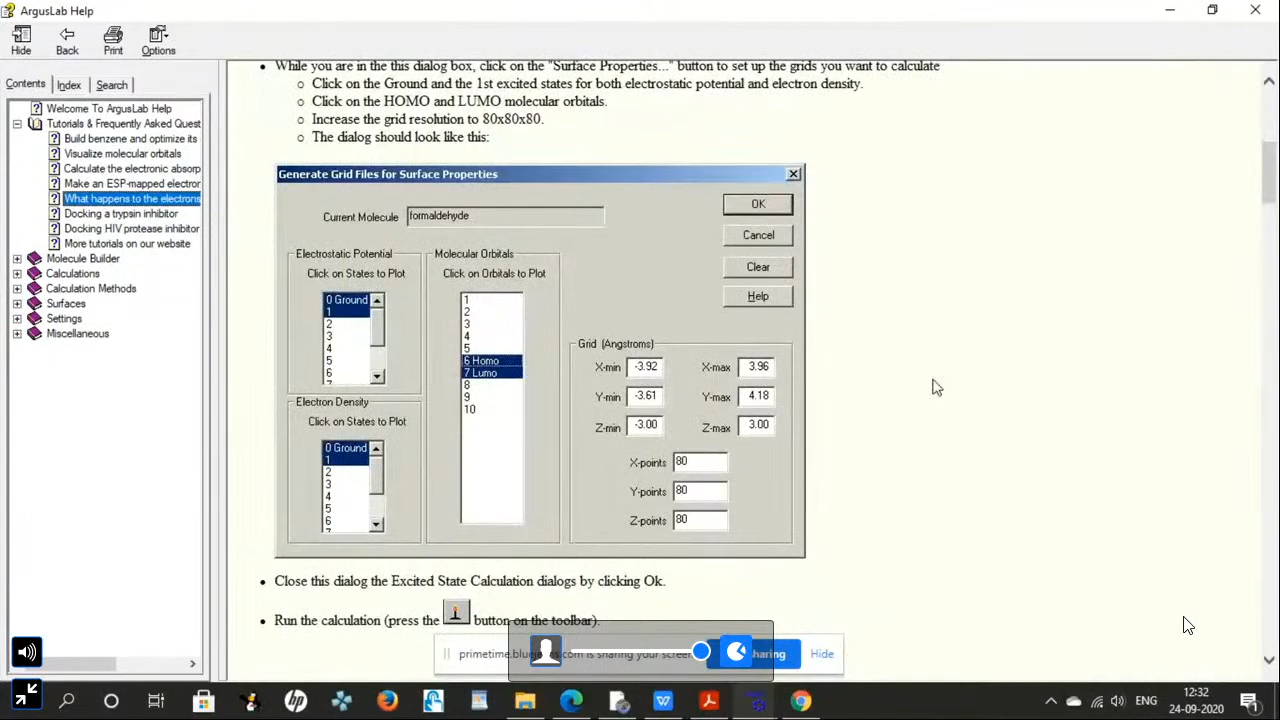 ArgusLab Help
Hide
Back
Print
Options
Contents
Index
Search
Welcome To ArgusLab Help
Tutorials & Frequently Asked Quest
Build benzene and optimize its
Visualize molecular orbitals
Calculate the electronic absorp
Make an ESP-mapped electror
What happens to the electrons
Docking a trypsin inhibitor
Docking HIV protease inhibitor
More tutorials on our website
Molecule Builder
Calculations
Calculation Methods
Surfaces
Settings
Miscellaneous
While you are in the this dialog box, click on the "Surface Properties..." button to set up the grids you want to calculate
Click on the Ground and the 1st excited states for both electrostatic potential and electron density.
Click on the HOMO and LUMO molecular orbitals.
Increase the grid resolution to 80x80x80.
The dialog should look like this:
Generate Grid Files for Surface Properties
Current Molecule formaldehyde
OK
Cancel
Clear
Help
Electrostatic Potential
Click on States to Plot
0 Ground
1
2
3
4
5
6
7
Electron Density
Click on States to Plot
0 Ground
1
2
3
4
5
6
7
Molecular Orbitals
Click on Orbitals to Plot
1
2
3
4
5
6 Homo
7 Lumo
8
9
10
Grid (Angstroms)
X-min -3.92 X-max 3.96
Y-min -3.61 Y-max 4.18
Z-min -3.00 Z-max 3.00
X-points 80
Y-points 80
Z-points 80
Close this dialog the Excited State Calculation dialogs by clicking Ok.
Run the calculation (press the button on the toolbar).
is sharing your screen
Hide
ENG
12:32
24-09-2020